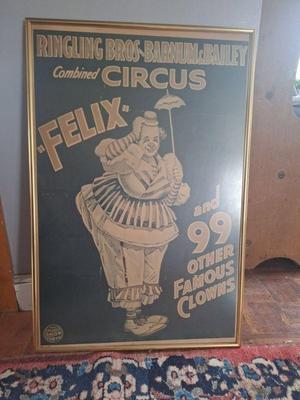 RINGLING BROS-BARNUM & BAILEY
Combined CIRCUS
"FELIX"
and
99
OTHER
FAMOUS
CLOWNS